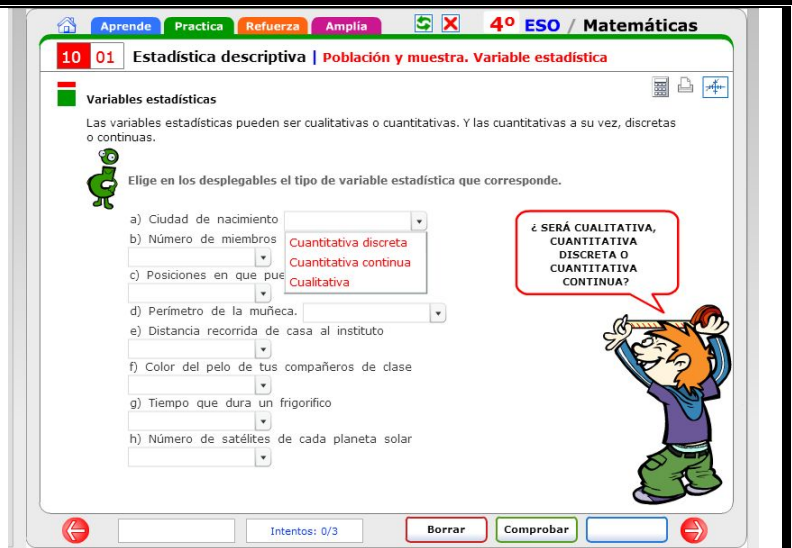 Aprende Practica Refuerza Amplía 4º ESO / Matemáticas
10 01 Estadística descriptiva | Población y muestra. Variable estadística
Variables estadísticas
Las variables estadísticas pueden ser cualitativas o cuantitativas. Y las cuantitativas a su vez, discretas
o continuas.
Elige en los desplegables el tipo de variable estadística que corresponde.
a) Ciudad de nacimiento
b) Número de miembros
Cuantitativa discreta
Cuantitativa continua
Cualitativa
c) Posiciones en que pue
d) Perímetro de la muñeca.
e) Distancia recorrida de casa al instituto
f) Color del pelo de tus compañeros de clase
g) Tiempo que dura un frigorifico
h) Número de satélites de cada planeta solar
¿ SERÁ CUALITATIVA,
CUANTITATIVA
DISCRETA O
CUANTITATIVA
CONTINUA?
Intentos: 0/3
Borrar
Comprobar